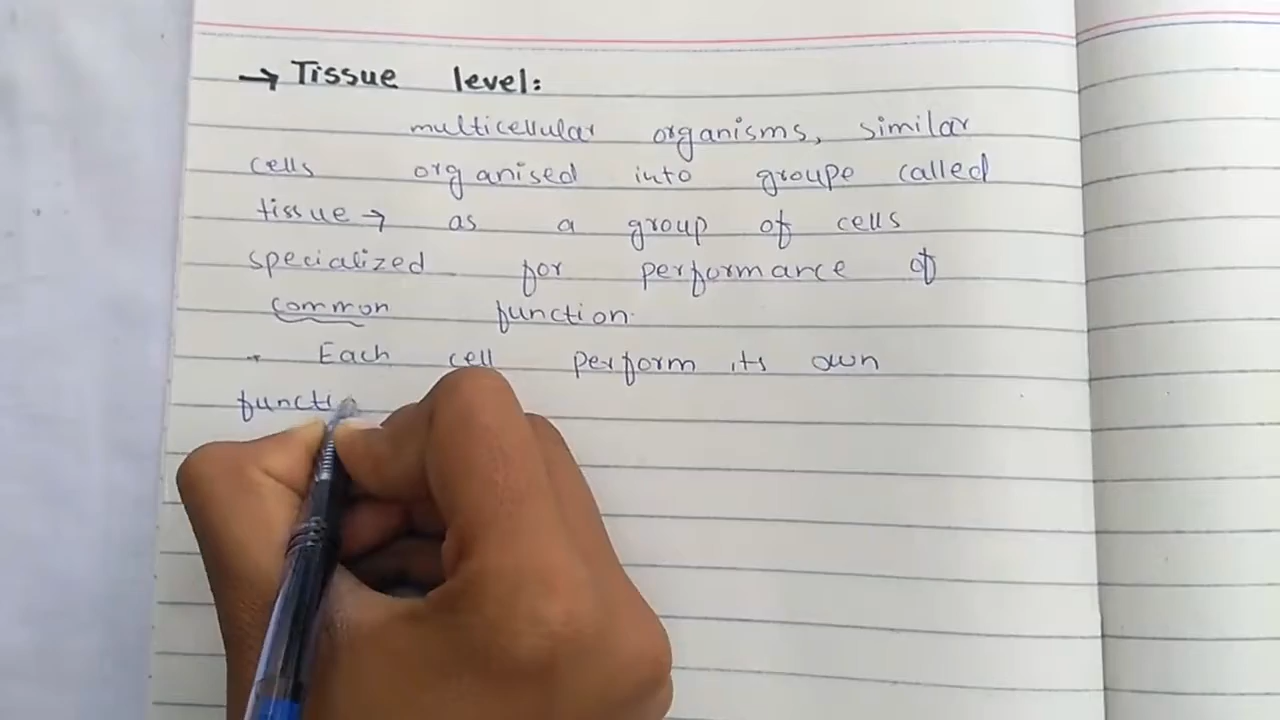 → Tissue level:
multicellular organisms, similar
cells organised into groupe called
tissue → as a group of cells
specialized for performance of
common function.
Each cell perform its own
functi